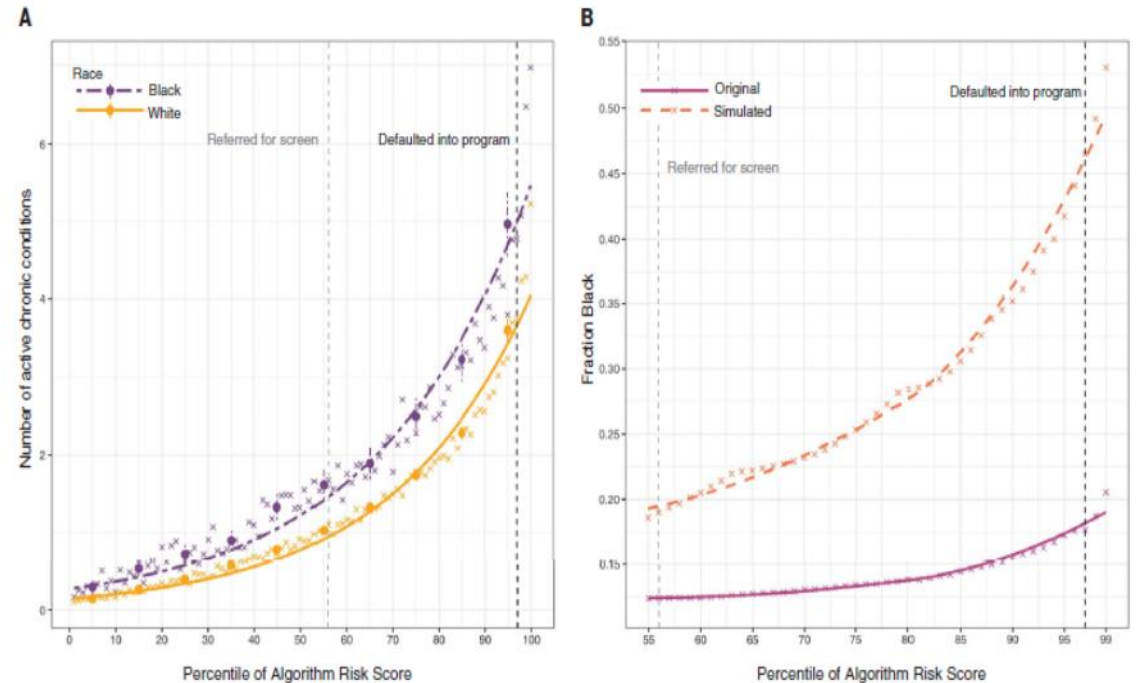 A
Race
Black
White
Referred for screen
Defaulted into program
Number of active chronic conditions
6
4
2
0
0 10 20 30 40 50 60 70 80 90 100
Percentile of Algorithm Risk Score
B
Original
Simulated
Defaulted into program
Referred for screen
Fraction Black
0.55
0.50
0.45
0.40
0.35
0.30
0.25
0.20
0.15
55 60 65 70 75 80 85 90 95 99
Percentile of Algorithm Risk Score